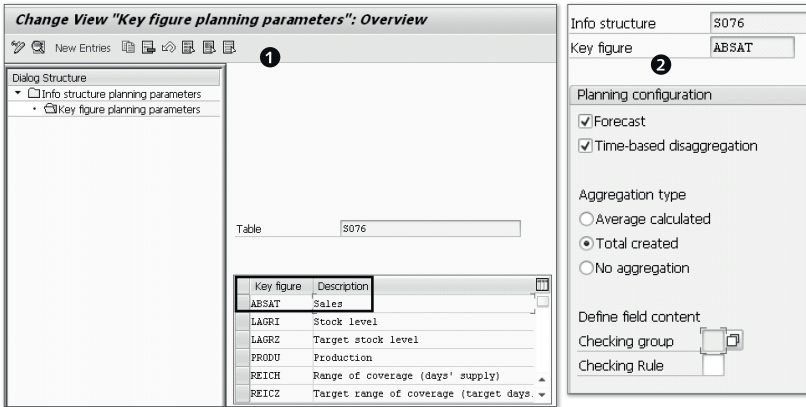 Change View "Key figure planning parameters": Overview
New Entries
1
Dialog Structure
Info structure planning parameters
Key figure planning parameters
Table S076
Key figure Description
ABSAT Sales
LAGRI Stock level
LAGRZ Target stock level
PRODU Production
REICH Range of coverage (days' supply)
REICZ Target range of coverage (target days.
Info structure S076
Key figure ABSAT
2
Planning configuration
Forecast
Time-based disaggregation
Aggregation type
Average calculated
Total created
No aggregation
Define field content
Checking group
Checking Rule